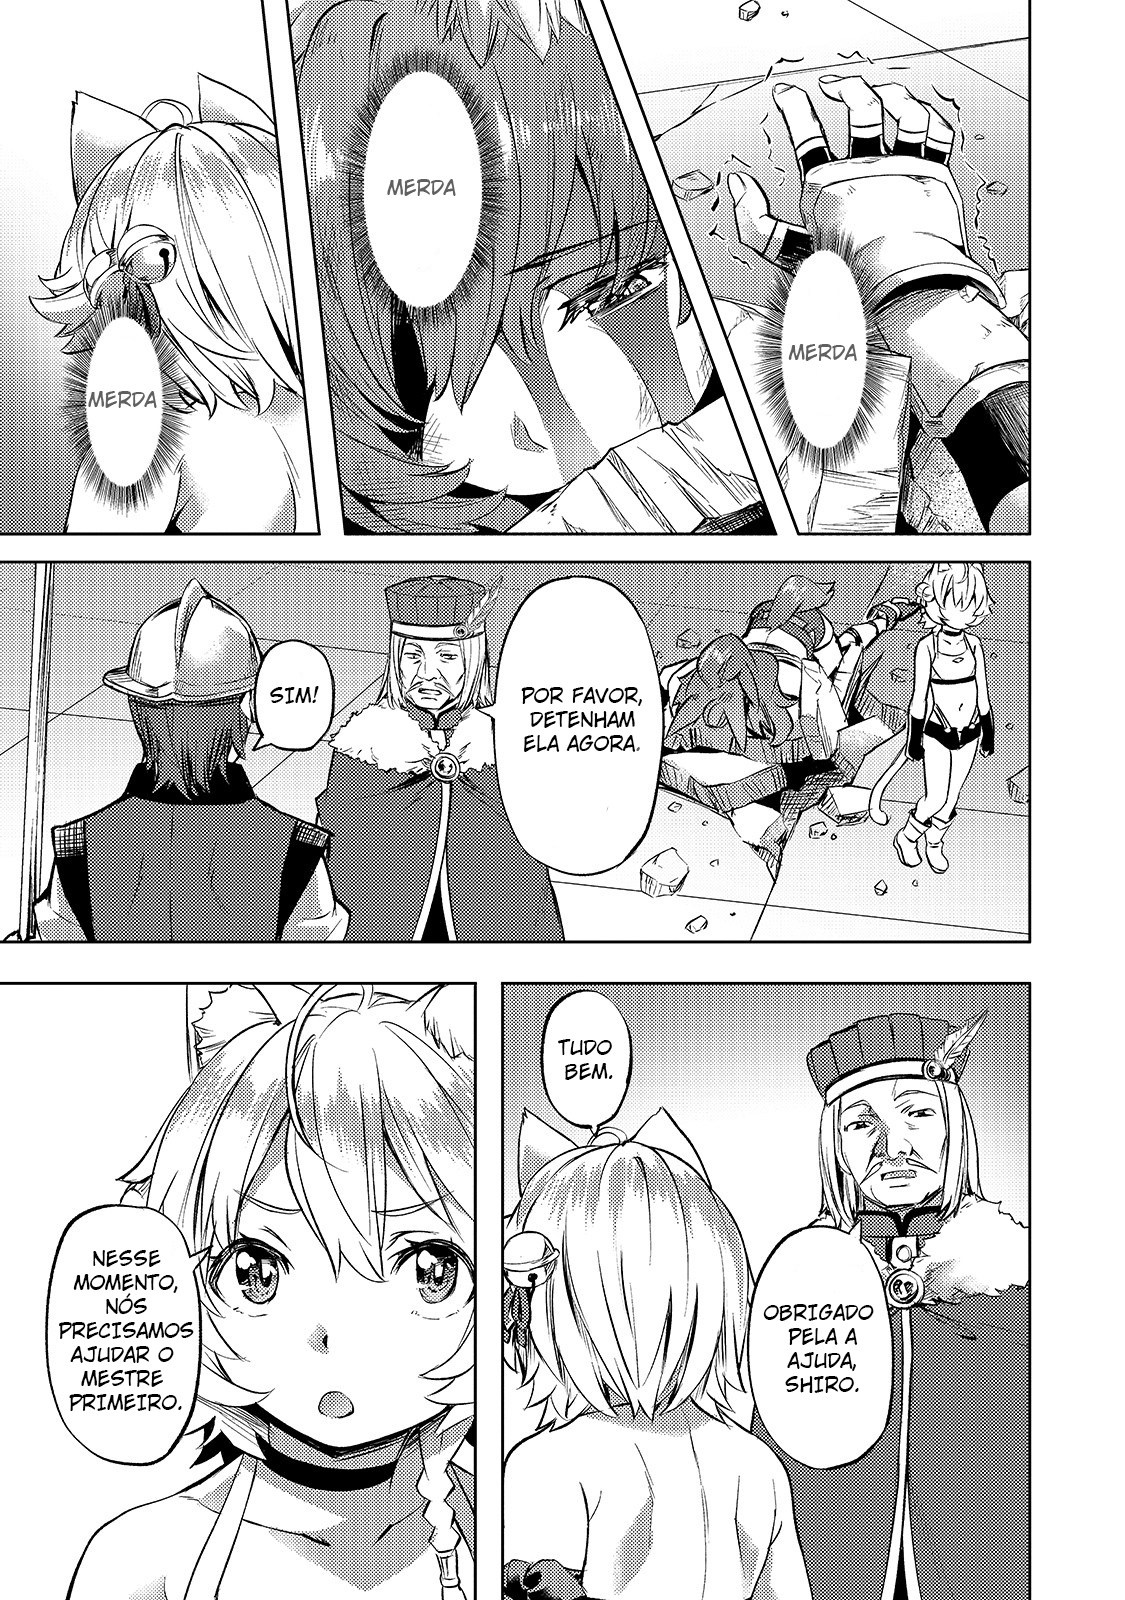 MERDA
MERDA
MERDA
POR FAVOR,
DETENHAM
ELA AGORA.
SIM!
TUDO
BEM.
OBRIGADO
PELA A
AJUDA,
SHIRO.
NESSE
MOMENTO,
NÓS
PRECISAMOS
AJUDAR O
MESTRE
PRIMEIRO.